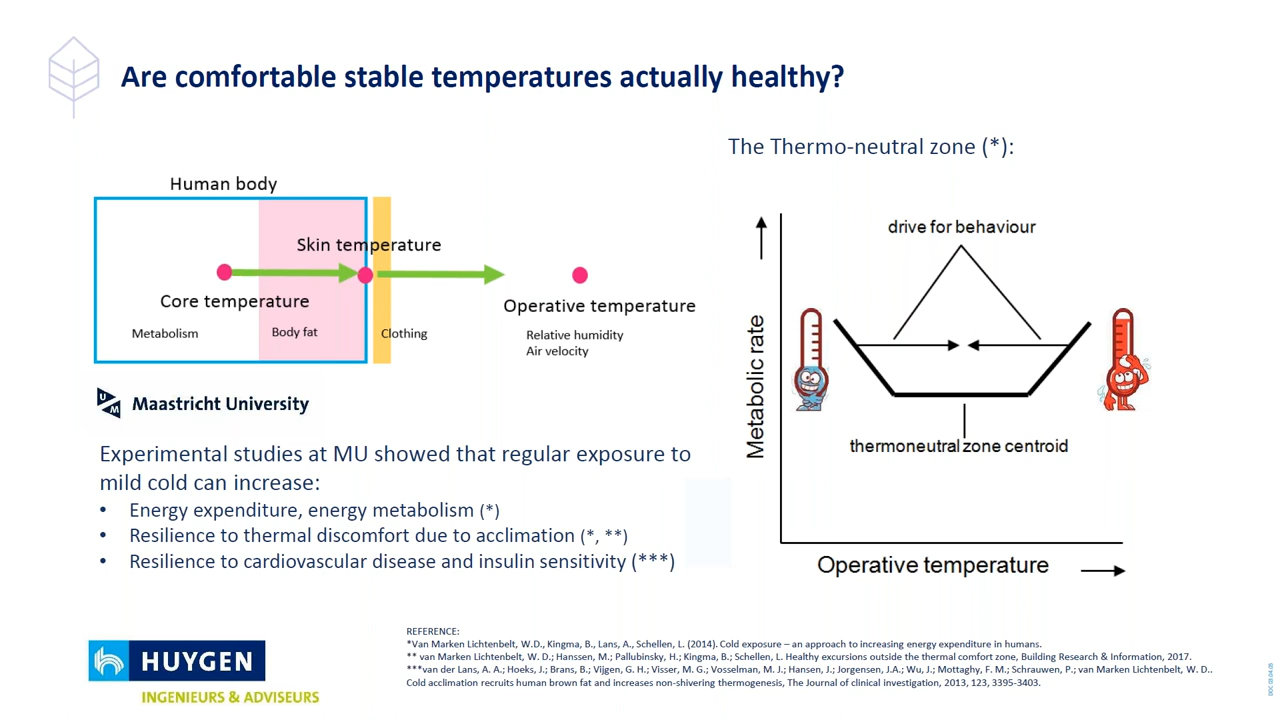 Are comfortable stable temperatures actually healthy?
The Thermo-neutral zone (*):
Human body
Skin temperature
Core temperature
Operative temperature
Metabolism
Body fat
Clothing
Relative humidity
Air velocity
drive for behaviour
Metabolic rate
thermoneutral zone centroid
Operative temperature
U
M
Maastricht University
Experimental studies at MU showed that regular exposure to
mild cold can increase:
• Energy expenditure, energy metabolism (*)
• Resilience to thermal discomfort due to acclimation (*, **)
• Resilience to cardiovascular disease and insulin sensitivity (***)
HUYGEN
INGENIEURS & ADVISEURS
REFERENCE:
*Van Marken Lichtenbelt, W.D., Kingma, B., Lans, A., Schellen, L. (2014). Cold exposure – an approach to increasing energy expenditure in humans.
** van Marken Lichtenbelt, W. D.; Hanssen, M.; Pallubinsky, H.; Kingma, B.; Schellen, L. Healthy excursions outside the thermal comfort zone, Building Research & Information, 2017.
***van der Lans, A. A.; Hoeks, J.; Brans, B.; Vijgen, G. H.; Visser, M. G.; Vosselman, M. J.; Hansen, J.; Jorgensen, J.A.; Wu, J.; Mottaghy, F. M.; Schrauwen, P.; van Marken Lichtenbelt, W. D..
Cold acclimation recruits human brown fat and increases non-shivering thermogenesis, The Journal of clinical investigation, 2013, 123, 3395-3403.
DOC 03.04.05